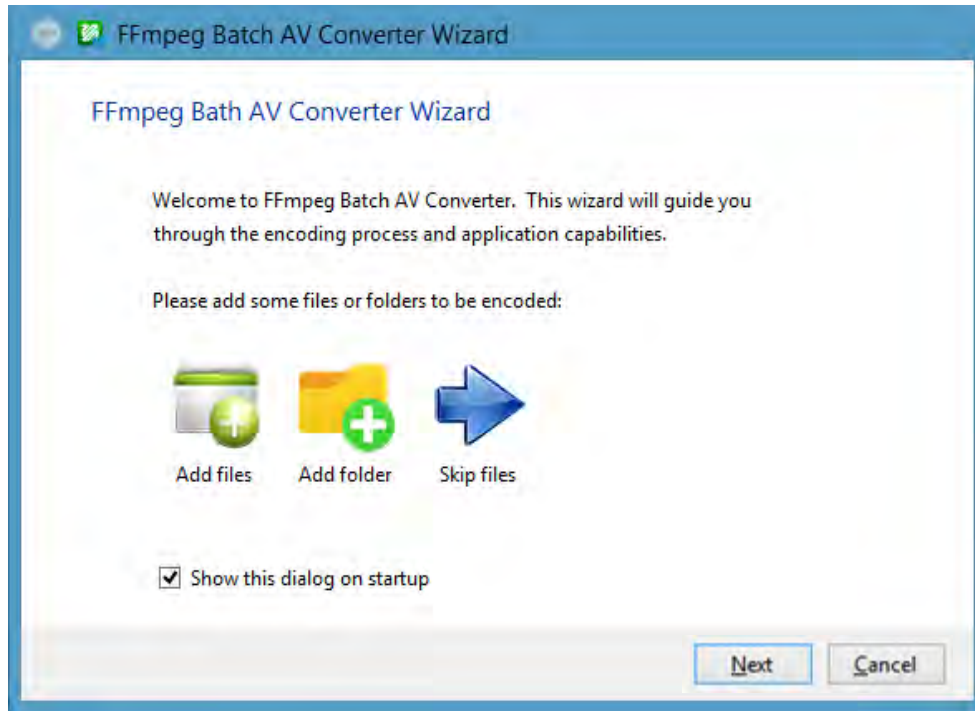 FFmpeg Batch AV Converter Wizard
FFmpeg Bath AV Converter Wizard
Welcome to FFmpeg Batch AV Converter. This wizard will guide you
through the encoding process and application capabilities.
Please add some files or folders to be encoded:
Add files Add folder Skip files
Show this dialog on startup
Next Cancel